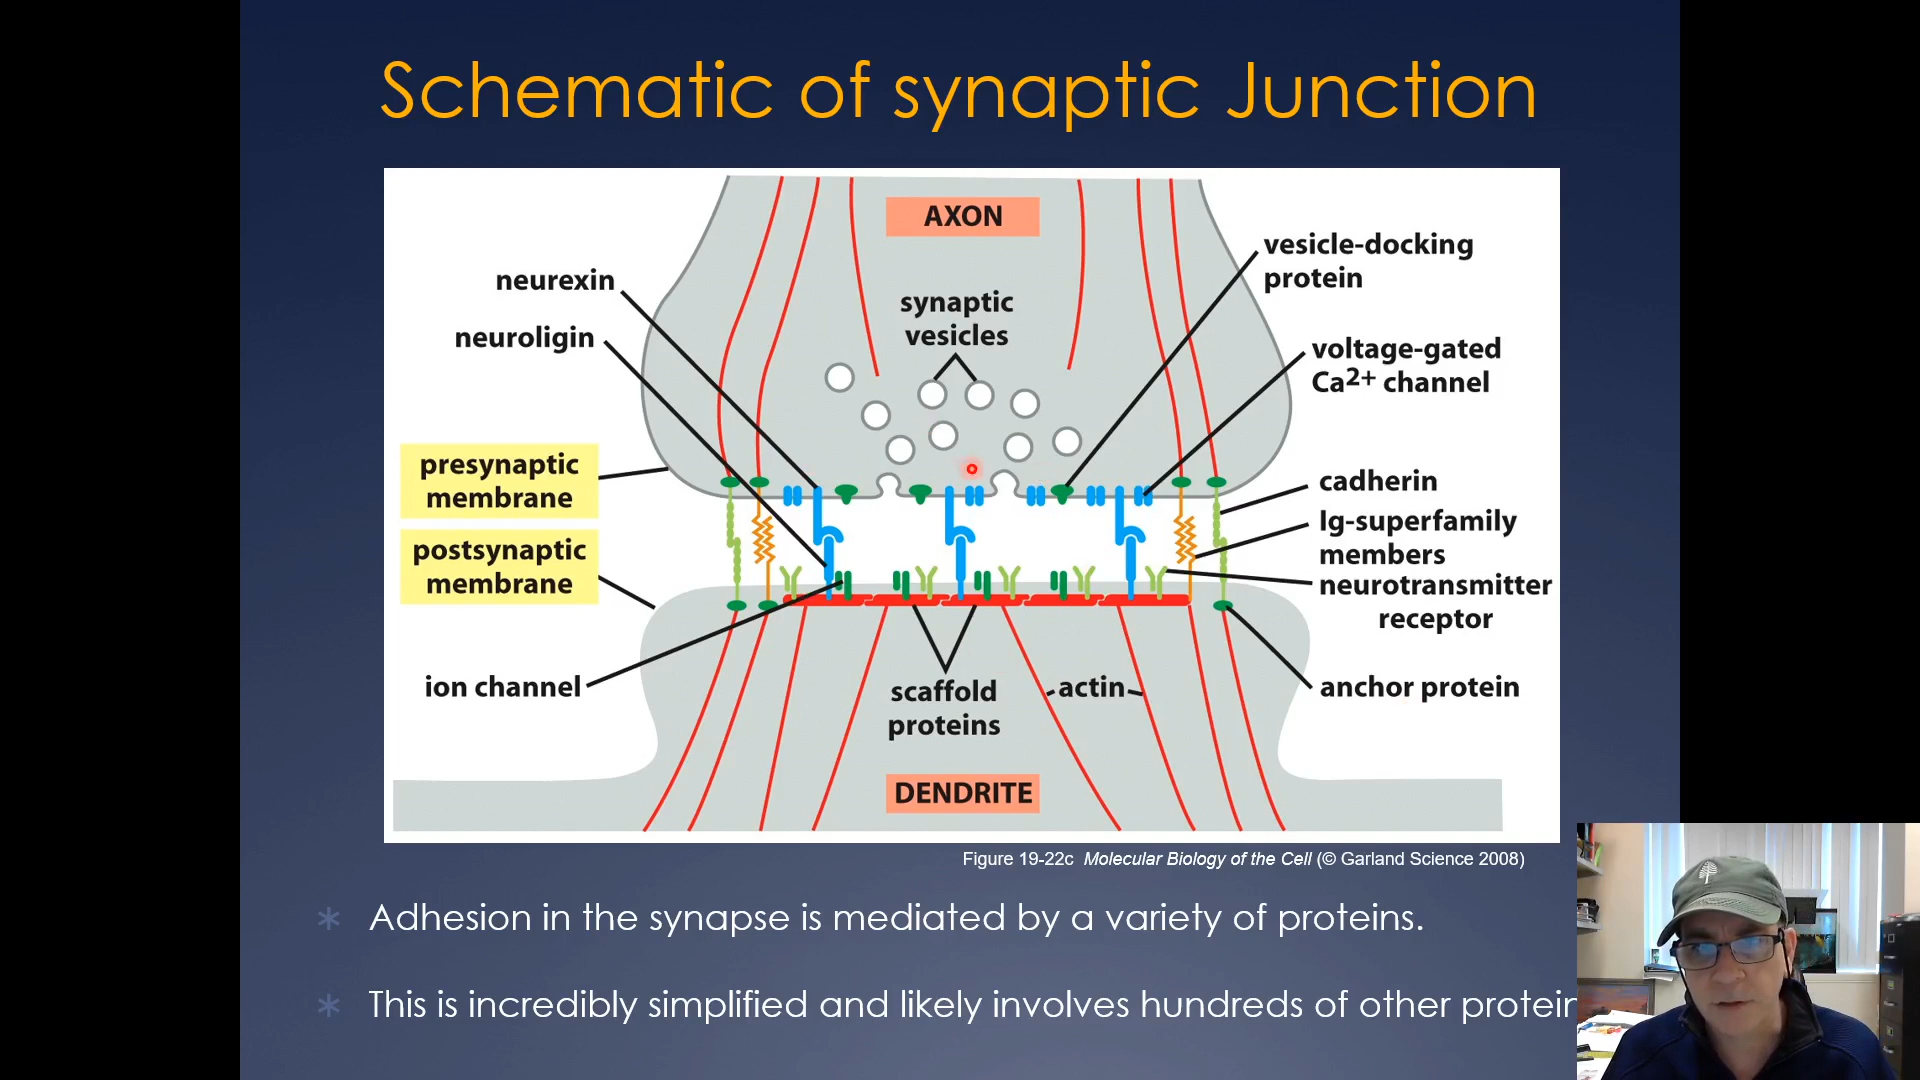 Schematic of synaptic Junction
AXON
neurexin
neuroligin
synaptic
vesicles
vesicle-docking
protein
voltage-gated
Ca2+ channel
presynaptic
membrane
postsynaptic
membrane
cadherin
Ig-superfamily
members
neurotransmitter
receptor
ion channel
scaffold
proteins
actin
anchor protein
DENDRITE
Figure 19-22c Molecular Biology of the Cell (© Garland Science 2008)
Adhesion in the synapse is mediated by a variety of proteins.
This is incredibly simplified and likely involves hundreds of other protein